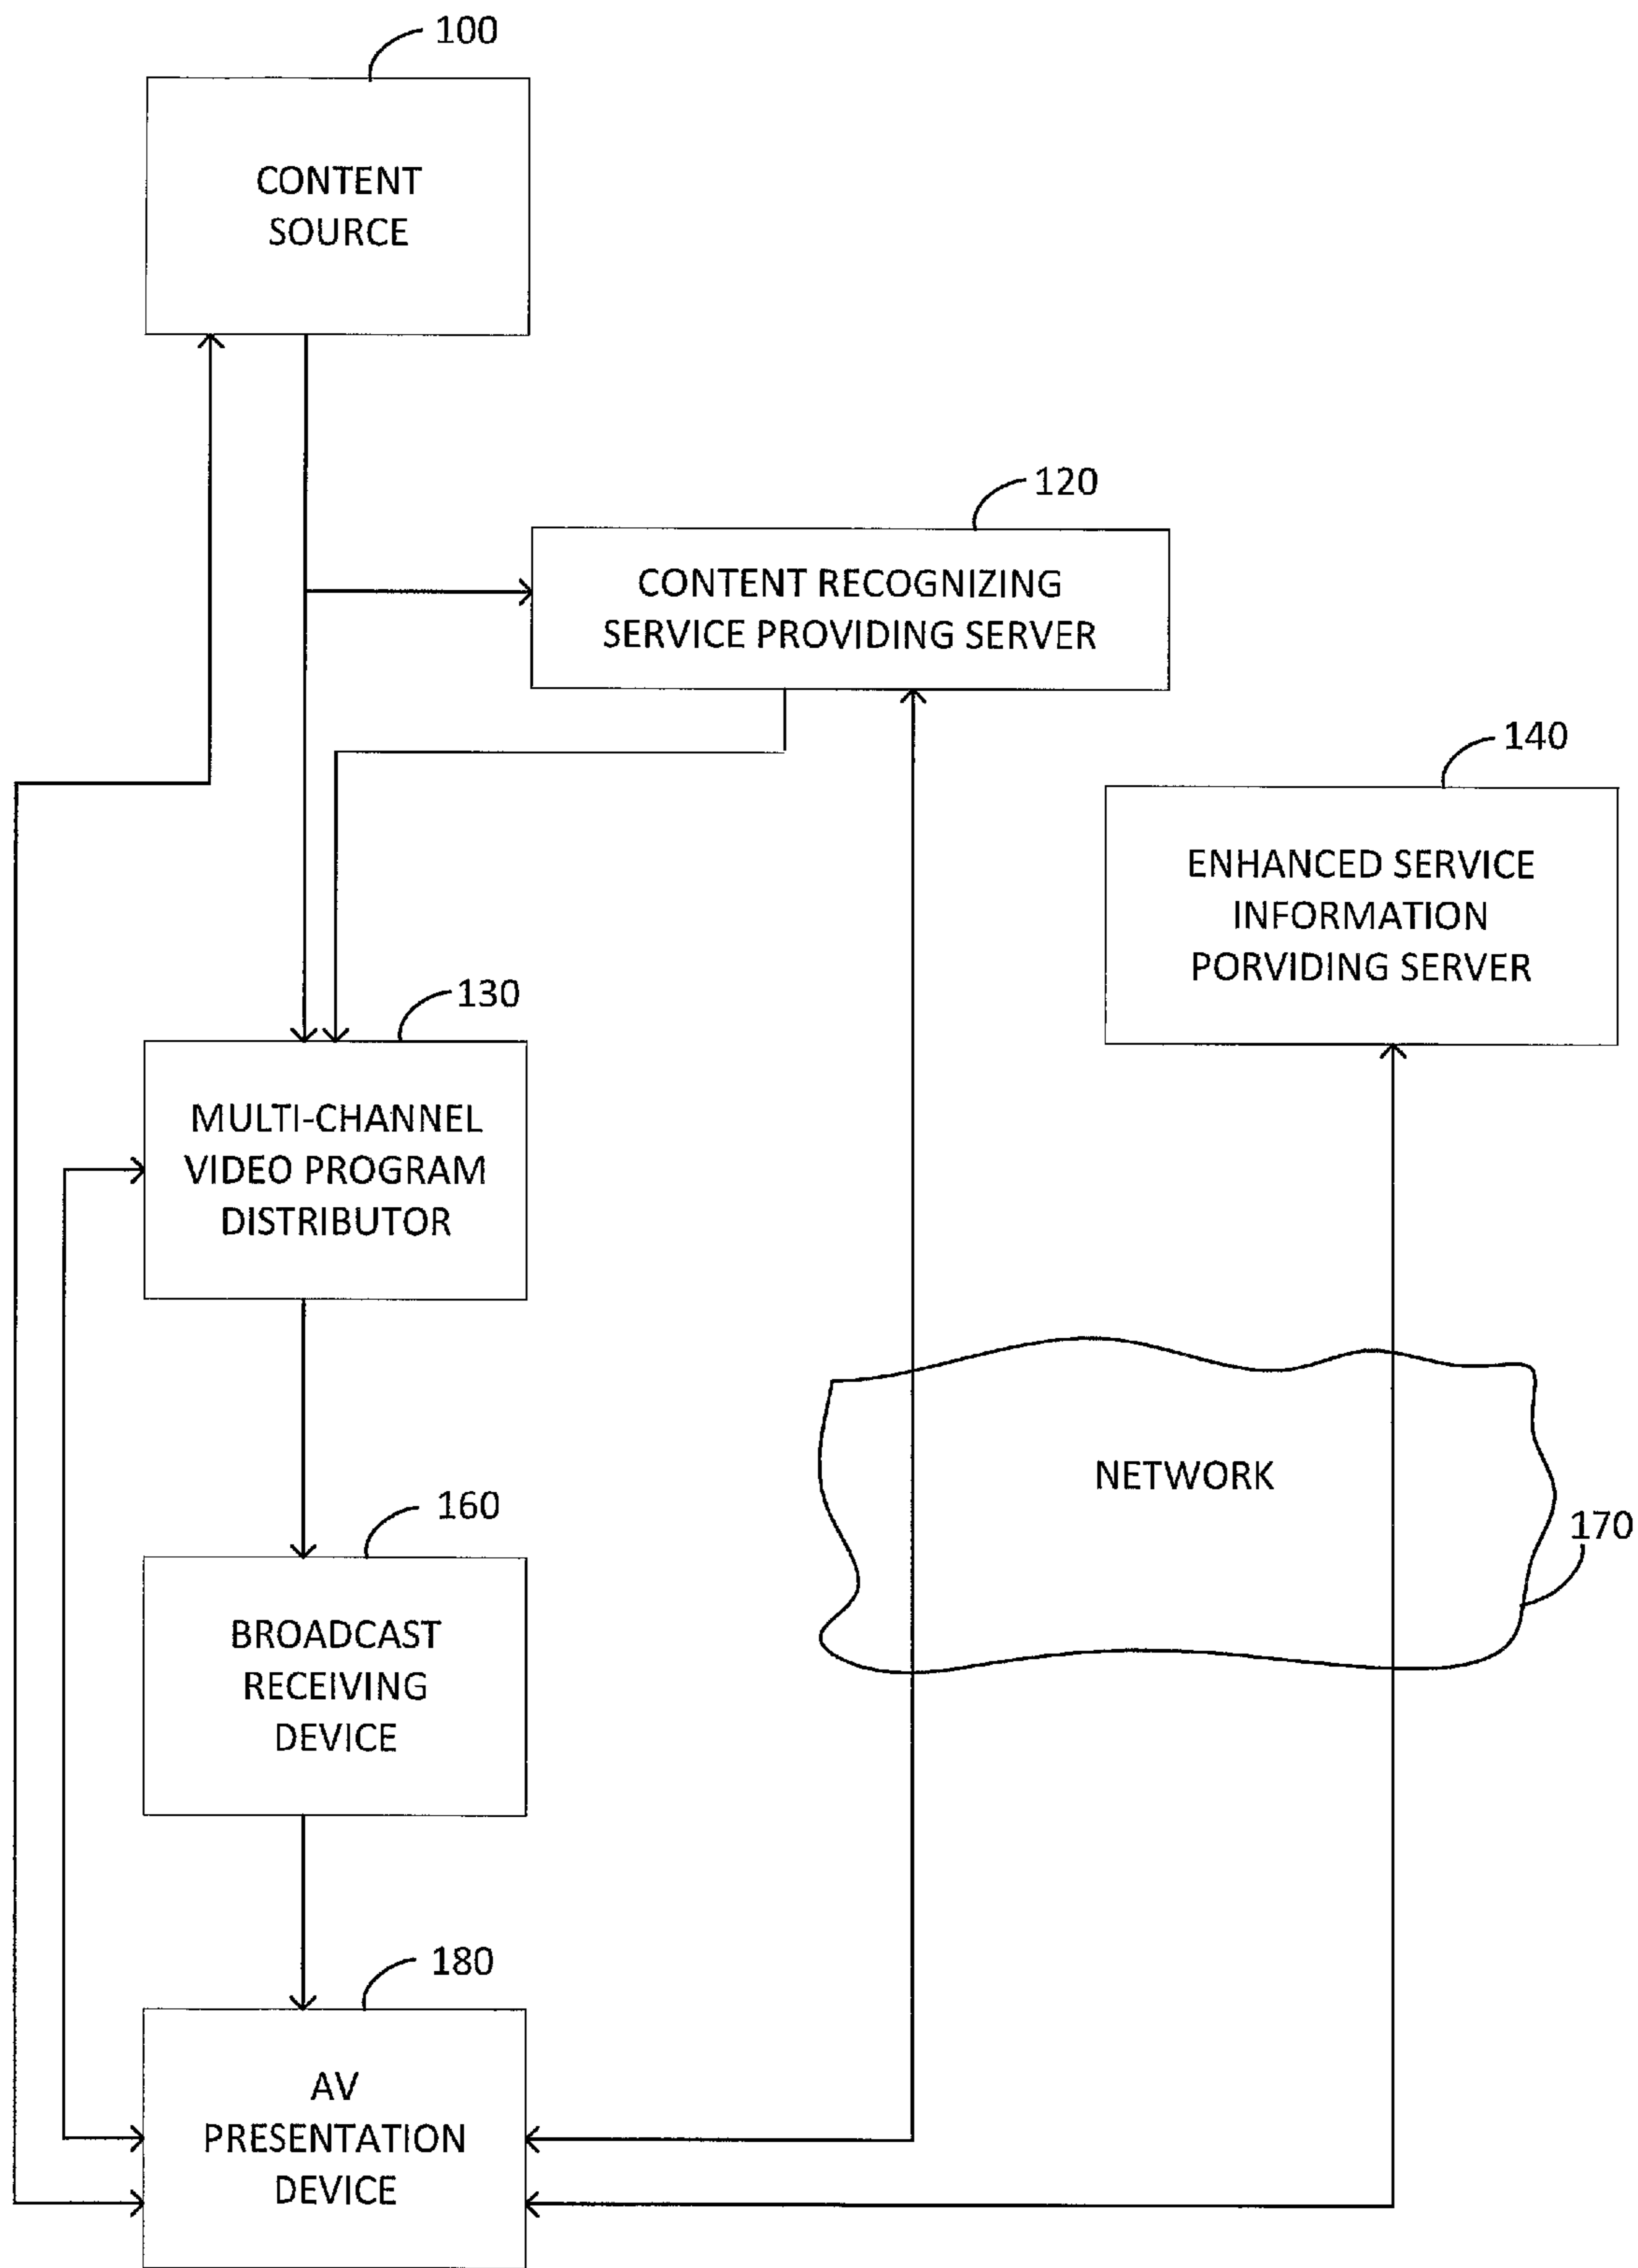 100
CONTENT
SOURCE
120
CONTENT RECOGNIZING
SERVICE PROVIDING SERVER
140
ENHANCED SERVICE
INFORMATION
PORVIDING SERVER
130
MULTI-CHANNEL
VIDEO PROGRAM
DISTRIBUTOR
NETWORK
170
160
BROADCAST
RECEIVING
DEVICE
180
AV
PRESENTATION
DEVICE